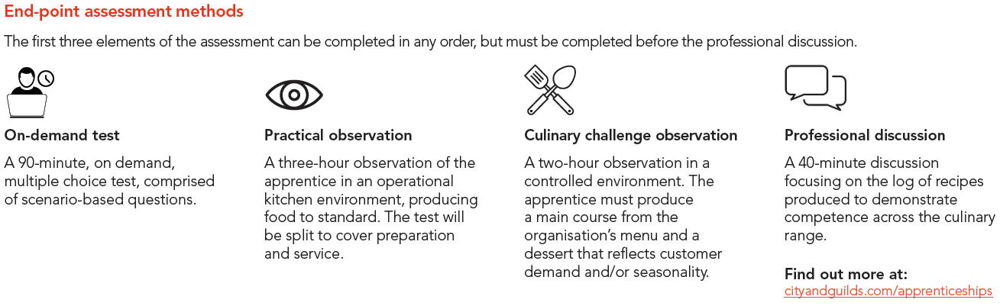 End-point assessment methods
The first three elements of the assessment can be completed in any order, but must be completed before the professional discussion.
On-demand test
A 90-minute, on demand,
multiple choice test, comprised
of scenario-based questions.
Practical observation
A three-hour observation of the
apprentice in an operational
kitchen environment, producing
food to standard. The test will
be split to cover preparation
and service.
Culinary challenge observation
A two-hour observation in a
controlled environment. The
apprentice must produce
a main course from the
organisation’s menu and a
dessert that reflects customer
demand and/or seasonality.
Professional discussion
A 40-minute discussion
focusing on the log of recipes
produced to demonstrate
competence across the culinary
range.
Find out more at:
cityandguilds.com/apprenticeships